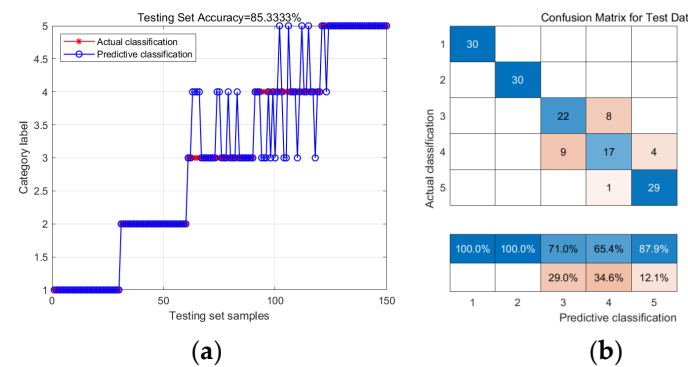 Testing Set Accuracy=85.3333%
Actual classification
Predictive classification
5
4.5
4
3.5
3
2.5
2
1.5
1
Category label
0 50 100 150
Testing set samples
(a)
Confusion Matrix for Test Dat
1 30
2 30
3 22 8
4 9 17 4
5 1 29
Actual classification
100.0% 100.0% 71.0% 65.4% 87.9%
29.0% 34.6% 12.1%
1 2 3 4 5
Predictive classification
(b)